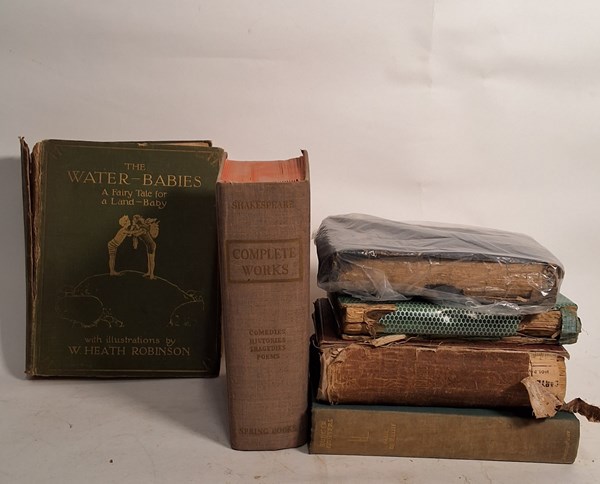 THE
WATER-BABIES
A Fairy Tale for
a Land-Baby
with illustrations by
W. HEATH ROBINSON
SHAKESPEARE
COMPLETE
WORKS
COMEDIES
HISTORIES
TRAGEDIES
POEMS